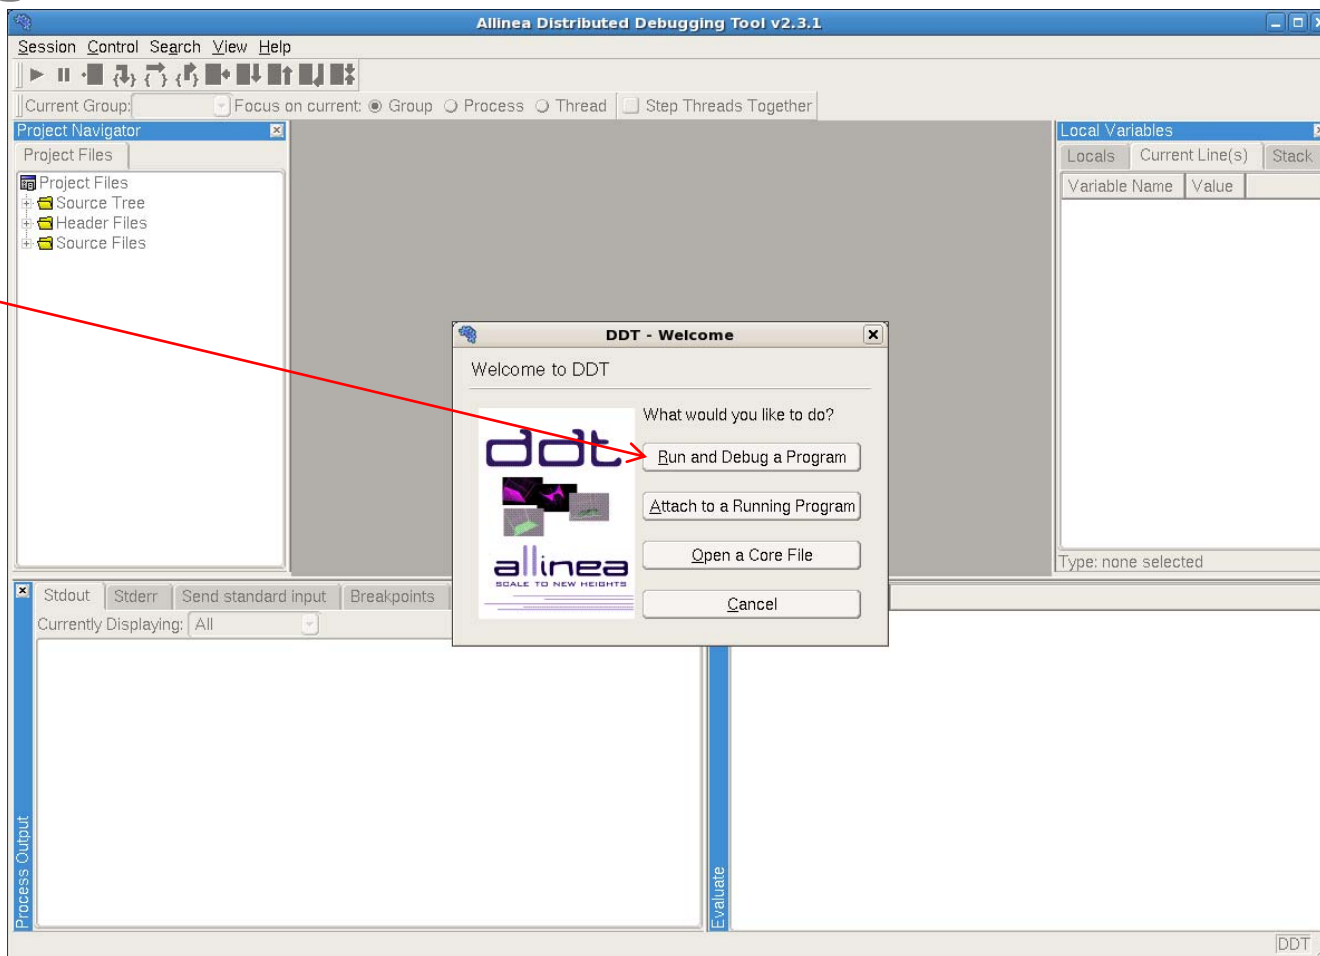 Allinea Distributed Debugging Tool v2.3.1
Session Control Search View Help
Current Group: Focus on current: Group Process Thread Step Threads Together
Project Navigator
Project Files
Project Files
Source Tree
Header Files
Source Files
Local Variables
Locals Current Line(s) Stack
Variable Name Value
Type: none selected
DDT - Welcome
Welcome to DDT
What would you like to do?
ddt
allinea
SCALE TO NEW HEIGHTS
Run and Debug a Program
Attach to a Running Program
Open a Core File
Cancel
Stdout Stderr Send standard input Breakpoints
Currently Displaying: All
Process Output
Evaluate
DDT